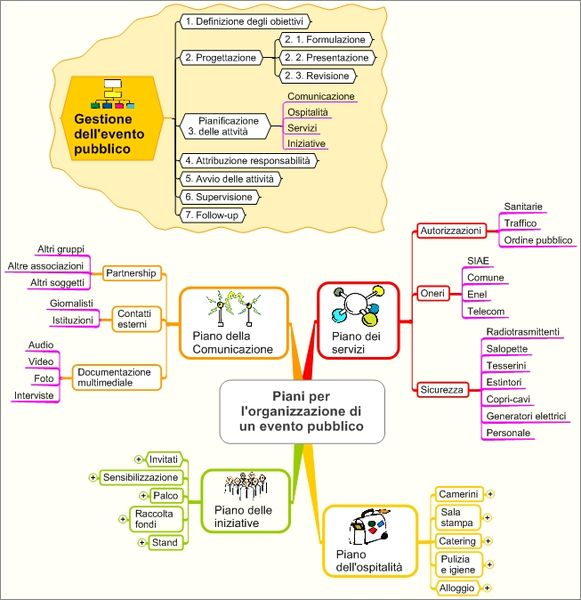 Gestione
dell'evento
pubblico
1. Definizione degli obiettivi
2. Progettazione
2. 1. Formulazione
2. 2. Presentazione
2. 3. Revisione
Pianificazione
3. delle attvità
Comunicazione
Ospitalità
Servizi
Iniziative
4. Attribuzione responsabilità
5. Avvio delle attività
6. Supervisione
7. Follow-up
Piani per
l'organizzazione di
un evento pubblico
Piano della
Comunicazione
Partnership
Altri gruppi
Altre associazioni
Altri soggetti
Contatti
esterni
Giornalisti
Istituzioni
Documentazione
multimediale
Audio
Video
Foto
Interviste
Piano dei
servizi
Autorizzazioni
Sanitarie
Traffico
Ordine pubblico
Oneri
SIAE
Comune
Enel
Telecom
Sicurezza
Radiotrasmittenti
Salopette
Tesserini
Estintori
Copri-cavi
Generatori elettrici
Personale
Piano delle
iniziative
Invitati
Sensibilizzazione
Palco
Raccolta
fondi
Stand
Piano
dell'ospitalità
Camerini
Sala
stampa
Catering
Pulizia
e igiene
Alloggio